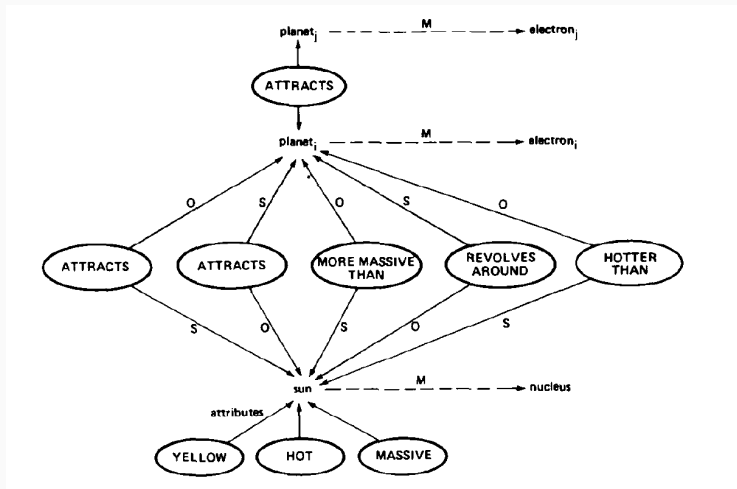 planetj M electronj
ATTRACTS
planeti M electroni
O S O S O
ATTRACTS ATTRACTS MORE MASSIVE THAN REVOLVES AROUND HOTTER THAN
S O S O S
sun M nucleus
attributes
YELLOW HOT MASSIVE